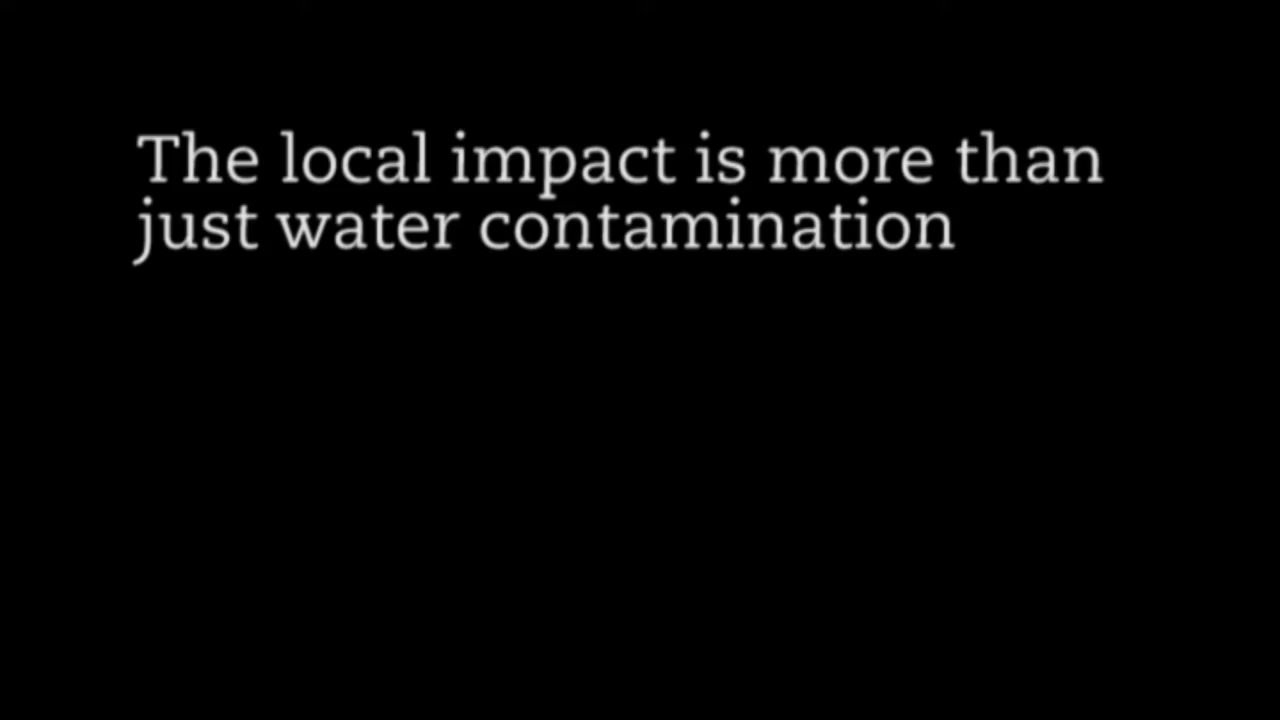 The local impact is more than
just water contamination